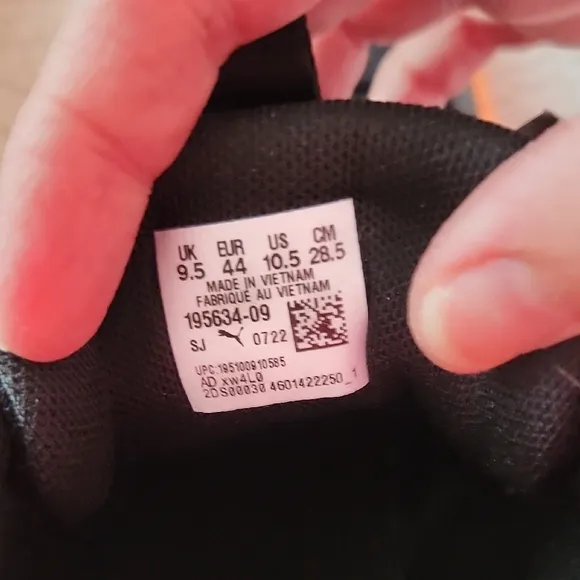 UK EUR US CM
9.5 44 10.5 28.5
MADE IN VIETNAM
FABRIQUÉ AU VIETNAM
195634-09
SJ 0722
UPC:195100910585
AD xw4L0
2DS00030 4601422250_1